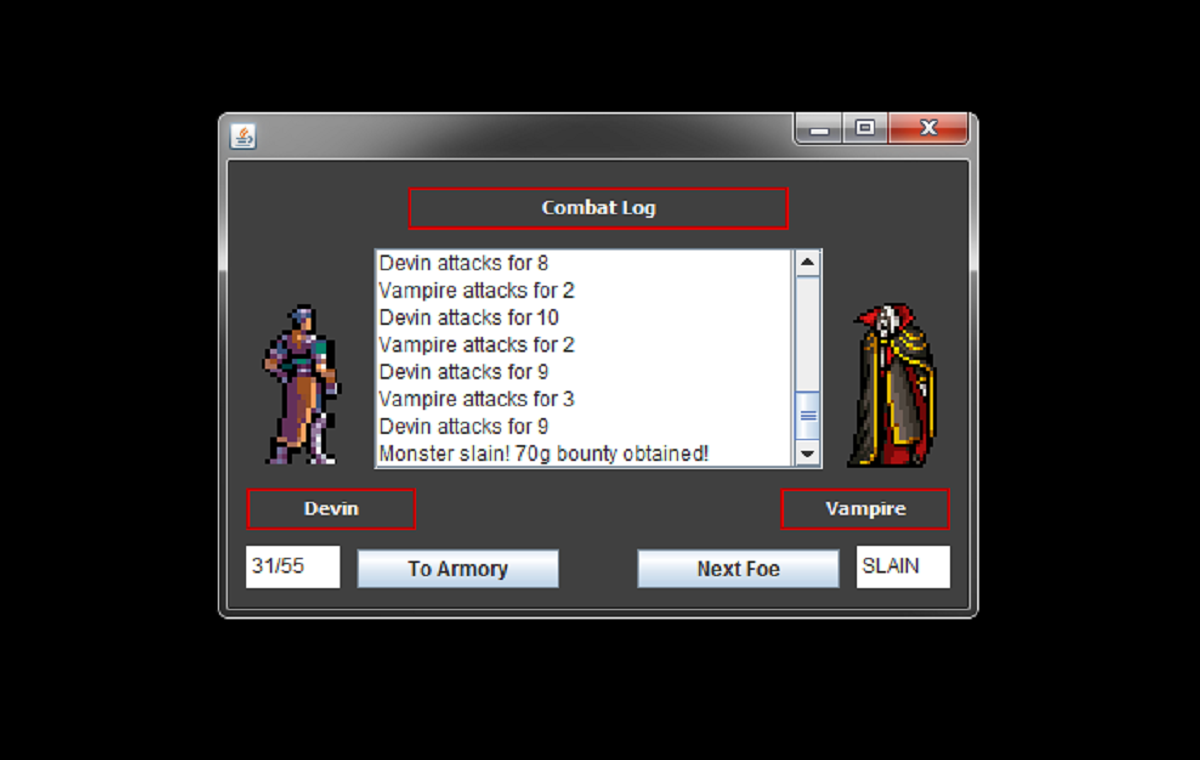 Combat Log
Devin attacks for 8
Vampire attacks for 2
Devin attacks for 10
Vampire attacks for 2
Devin attacks for 9
Vampire attacks for 3
Devin attacks for 9
Monster slain! 70g bounty obtained!
Devin
Vampire
31/55
To Armory
Next Foe
SLAIN